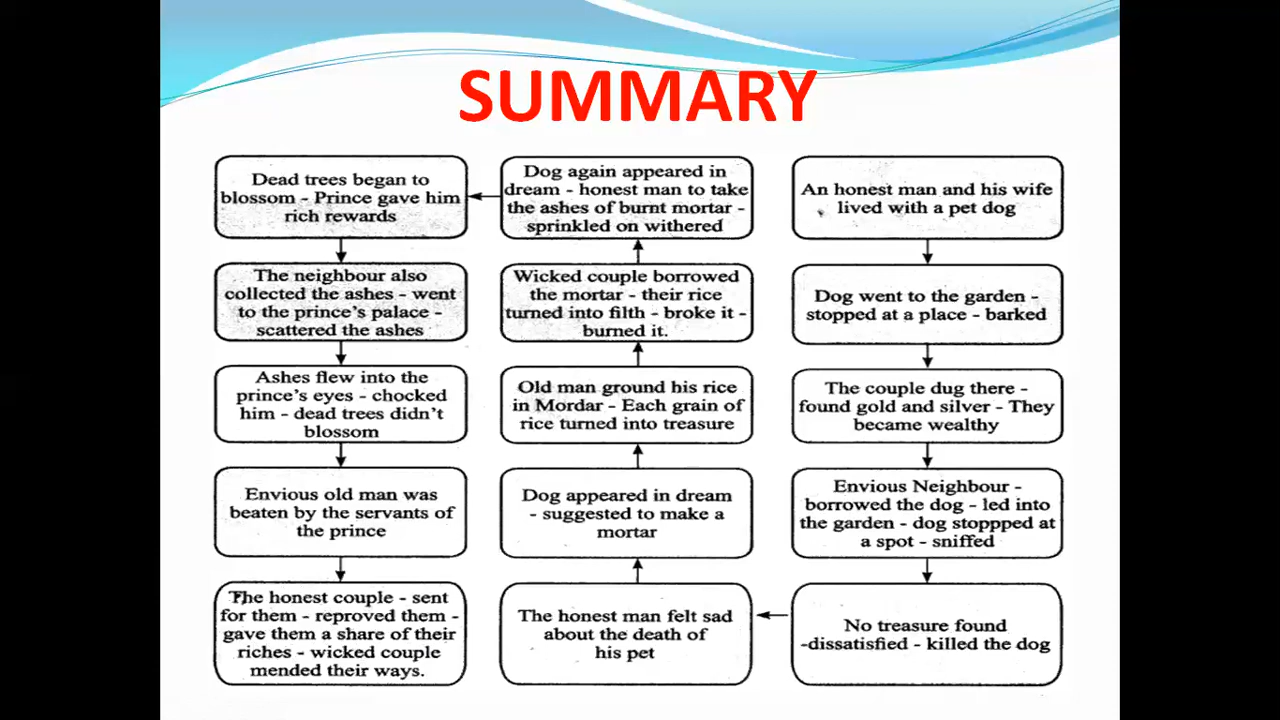 SUMMARY
An honest man and his wife
lived with a pet dog
Dog went to the garden -
stopped at a place - barked
The couple dug there -
found gold and silver - They
became wealthy
Envious Neighbour -
borrowed the dog - led into
the garden - dog stoppped at
a spot - sniffed
No treasure found
-dissatisfied - killed the dog
The honest man felt sad
about the death of
his pet
Dog appeared in dream
- suggested to make a
mortar
Old man ground his rice
in Mordar - Each grain of
rice turned into treasure
Wicked couple borrowed
the mortar - their rice
turned into filth - broke it -
burned it.
Dog again appeared in
dream - honest man to take
the ashes of burnt mortar -
sprinkled on withered
Dead trees began to
blossom - Prince gave him
rich rewards
The neighbour also
collected the ashes - went
to the prince's palace -
scattered the ashes
Ashes flew into the
prince's eyes - chocked
him - dead trees didn't
blossom
Envious old man was
beaten by the servants of
the prince
The honest couple - sent
for them - reproved them -
gave them a share of their
riches - wicked couple
mended their ways.